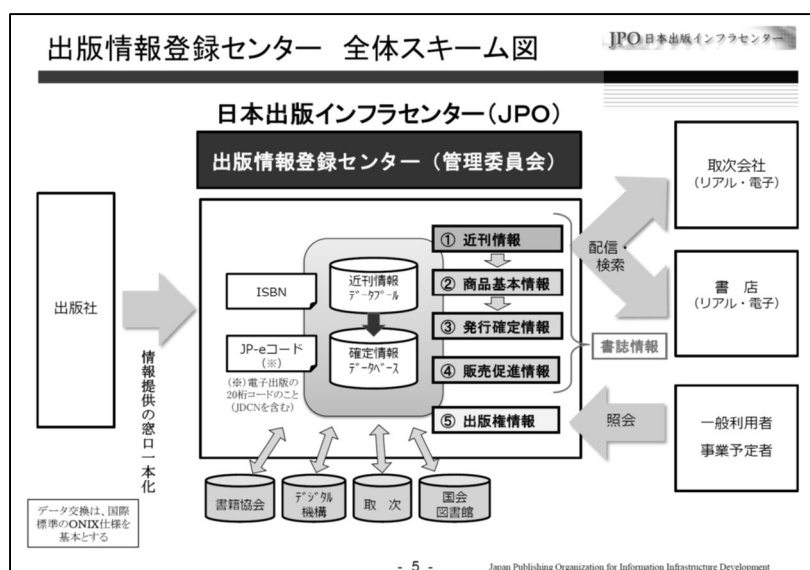 出版情報登録センター 全体スキーム図
JPO 日本出版インフラセンター
日本出版インフラセンター(JPO)
出版情報登録センター(管理委員会)
出版社
情報提供の窓口一本化
ISBN
JP-eコード
(※)
(※)電子出版の
20桁コードのこと
(JDCNを含む)
近刊情報
データプール
確定情報
データベース
① 近刊情報
② 商品基本情報
③ 発行確定情報
④ 販売促進情報
⑤ 出版権情報
書誌情報
配信・
検索
照会
取次会社
(リアル・電子)
書 店
(リアル・電子)
一般利用者
事業予定者
書籍協会
デジタル
機構
取 次
国会
図書館
データ交換は、国際
標準のONIX仕様を
基本とする
- 5 -
Japan Publishing Organization for Information Infrastructure Development